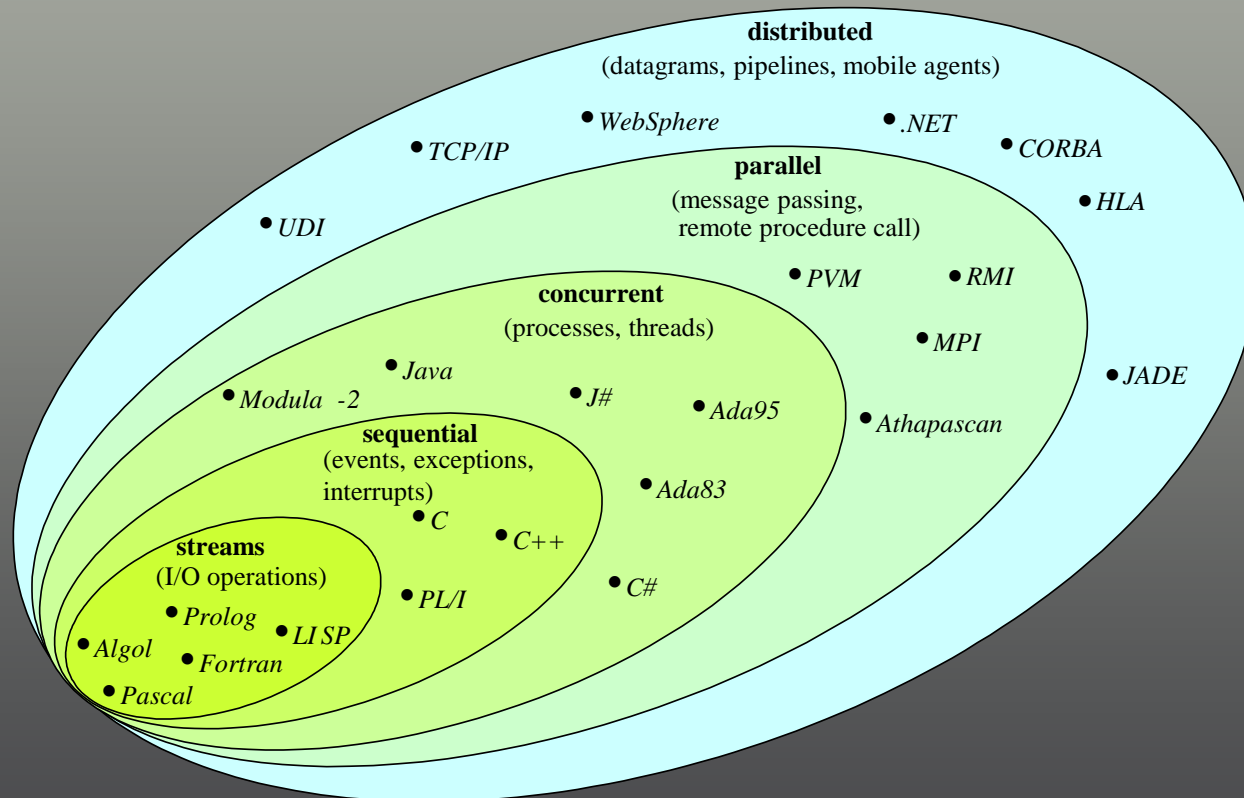 distributed
(datagrams, pipelines, mobile agents)
WebSphere
.NET
TCP/IP
CORBA
parallel
HLA
(message passing,
remote procedure call)
UDI
PVM
RMI
concurrent
(processes, threads)
MPI
Java
JADE
Modula -2
J#
Ada95
Athapascan
sequential
(events, exceptions,
interrupts)
Ada83
C
C++
streams
(I/O operations)
C#
PL/I
Prolog
LISP
Algol
Fortran
Pascal